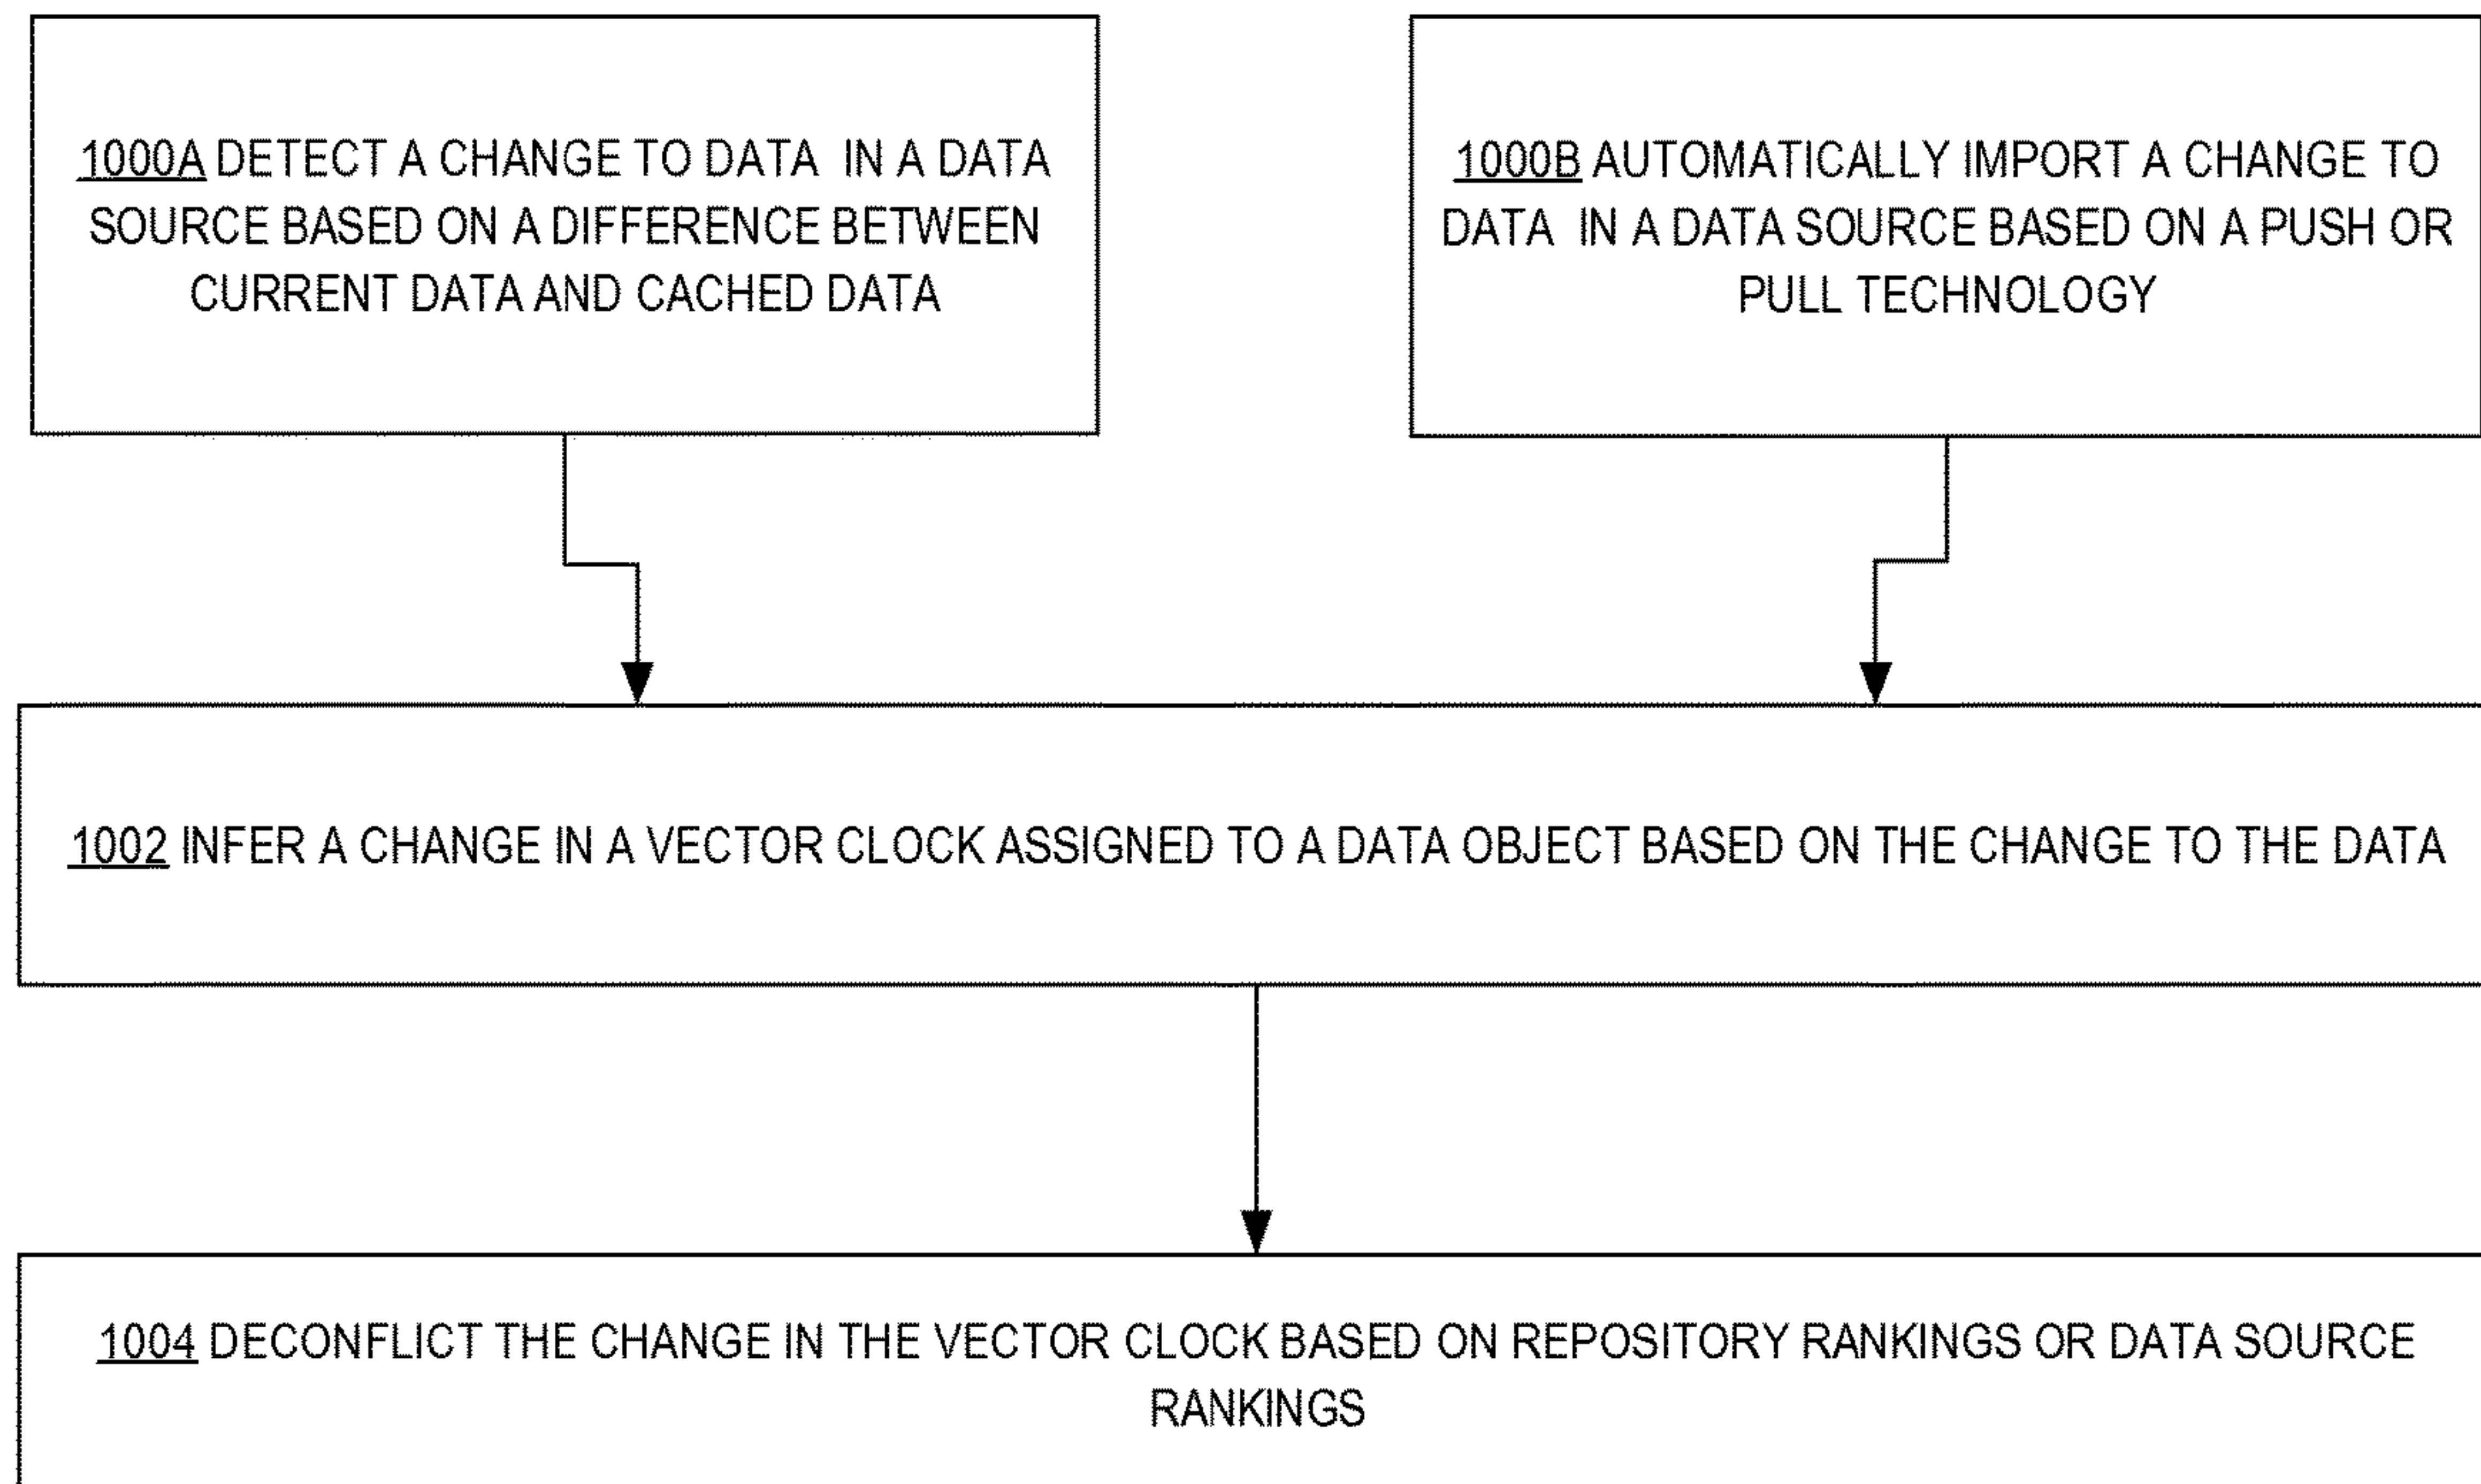 1000A DETECT A CHANGE TO DATA IN A DATA
SOURCE BASED ON A DIFFERENCE BETWEEN
CURRENT DATA AND CACHED DATA
1000B AUTOMATICALLY IMPORT A CHANGE TO
DATA IN A DATA SOURCE BASED ON A PUSH OR
PULL TECHNOLOGY
1002 INFER A CHANGE IN A VECTOR CLOCK ASSIGNED TO A DATA OBJECT BASED ON THE CHANGE TO THE DATA
1004 DECONFLICT THE CHANGE IN THE VECTOR CLOCK BASED ON REPOSITORY RANKINGS OR DATA SOURCE
RANKINGS